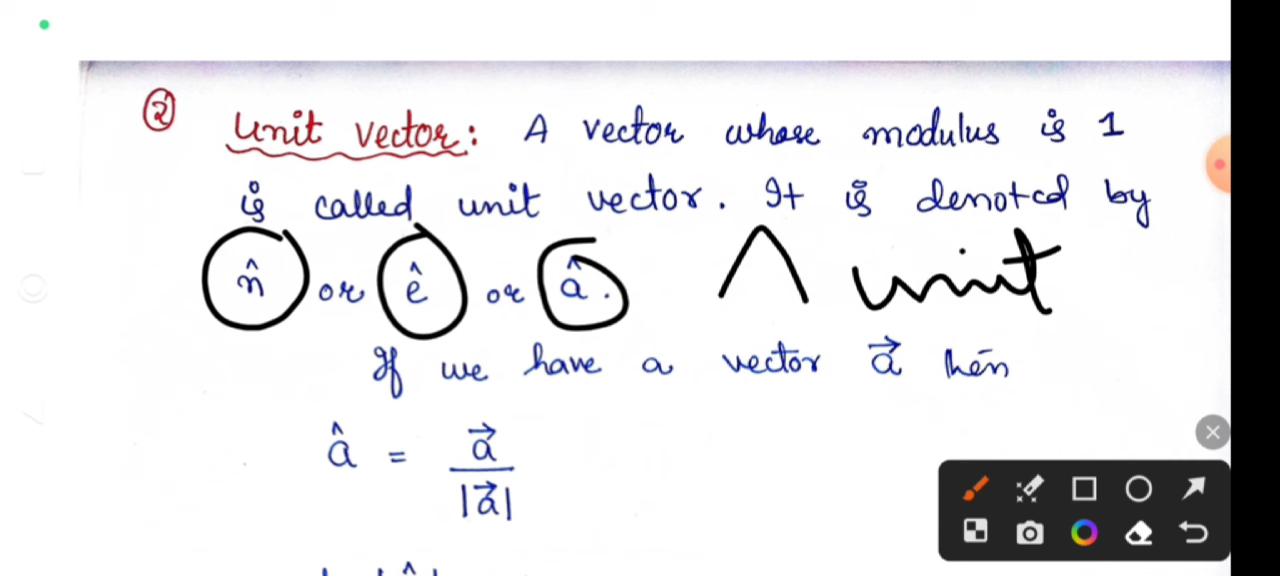 ② Unit vector: A vector whose modulus is 1
is called unit vector. It is denoted by
n̂ or ê or â. ^ unit
If we have a vector a⃗ then
â = a⃗ / |a⃗|